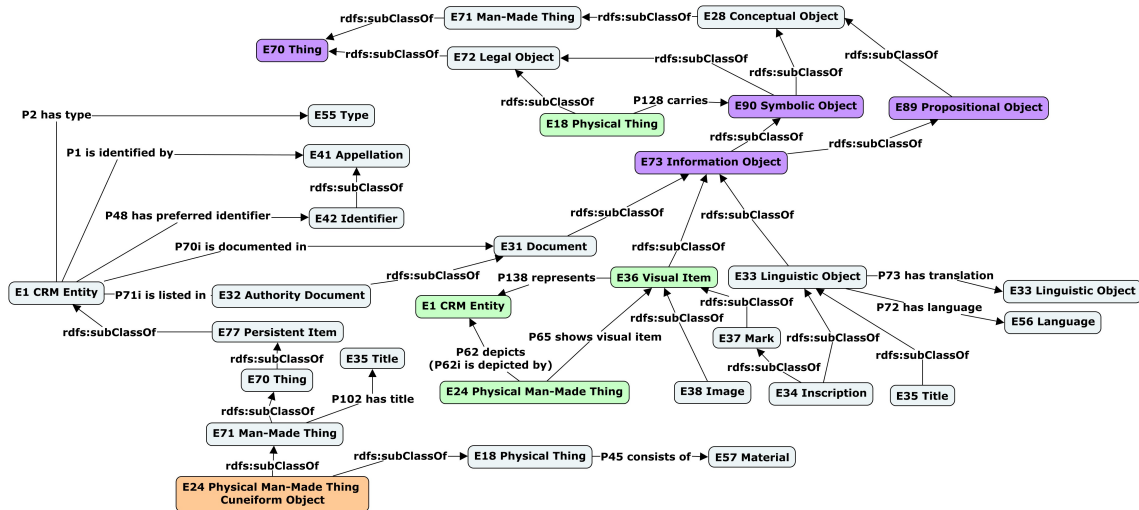 rdfs:subClassOf
E71 Man-Made Thing
rdfs:subClassOf
E28 Conceptual Object
E70 Thing
rdfs:subClassOf
E72 Legal Object
rdfs:subClassOf
rdfs:subClassOf
rdfs:subClassOf
rdfs:subClassOf
P128 carries
E90 Symbolic Object
E89 Propositional Object
P2 has type
E55 Type
E18 Physical Thing
rdfs:subClassOf
rdfs:subClassOf
P1 is identified by
E41 Appellation
E73 Information Object
rdfs:subClassOf
P48 has preferred identifier
E42 Identifier
rdfs:subClassOf
rdfs:subClassOf
P70i is documented in
E31 Document
rdfs:subClassOf
rdfs:subClassOf
P138 represents
E36 Visual Item
E33 Linguistic Object
P73 has translation
E33 Linguistic Object
E1 CRM Entity
P71i is listed in
E32 Authority Document
E1 CRM Entity
P72 has language
E56 Language
rdfs:subClassOf
E77 Persistent Item
rdfs:subClassOf
P65 shows visual item
E37 Mark
rdfs:subClassOf
rdfs:subClassOf
rdfs:subClassOf
E35 Title
P62 depicts
(P62i is depicted by)
rdfs:subClassOf
E70 Thing
rdfs:subClassOf
E24 Physical Man-Made Thing
E38 Image
E34 Inscription
E35 Title
P102 has title
rdfs:subClassOf
E71 Man-Made Thing
rdfs:subClassOf
rdfs:subClassOf
E18 Physical Thing
P45 consists of
E57 Material
E24 Physical Man-Made Thing
Cuneiform Object